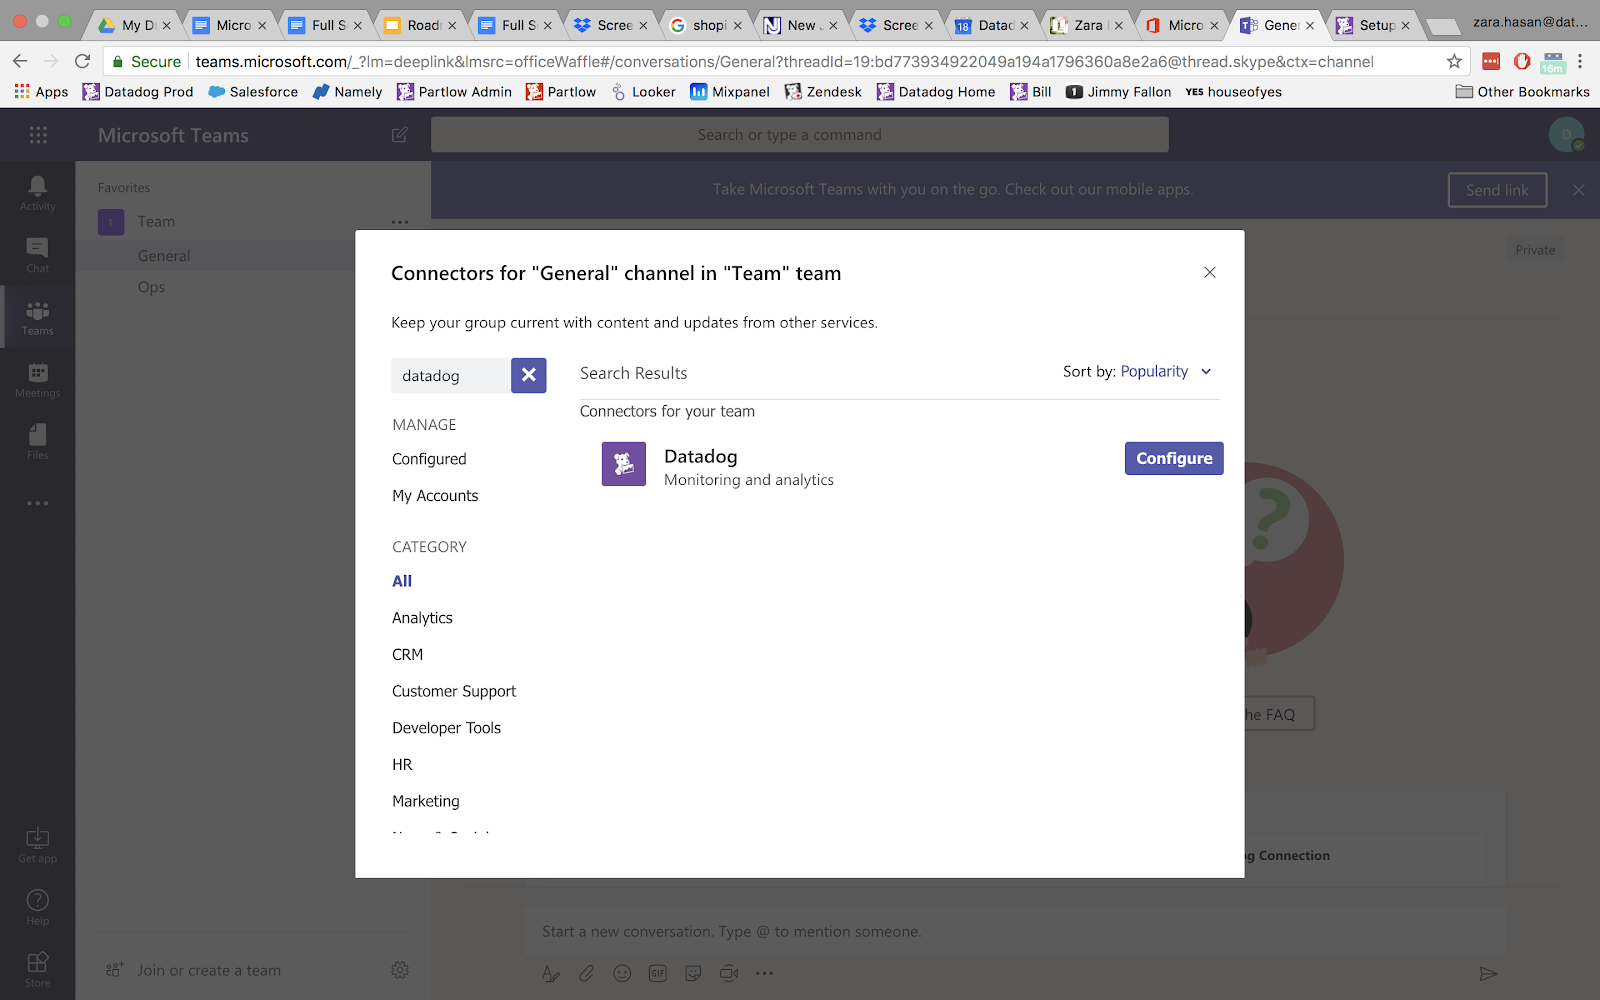 My Dr
Micro
Full S
Roadr
Full S
Scree
shopi
New J
Scree
18
Datad
Zara
Micro
Gener
Setup
zara.hasan@dat...
Secure
teams.microsoft.com/_?lm=deeplink&lmsrc=officeWaffle#/conversations/General?threadId=19:bd773934922049a194a1796360a8e2a6@thread.skype&ctx=channel
16m
Apps
Datadog Prod
Salesforce
Namely
Partlow Admin
Partlow
Looker
Mixpanel
Zendesk
Datadog Home
Bill
Jimmy Fallon
YES houseofyes
Other Bookmarks
Microsoft Teams
Search or type a command
D
Activity
Chat
Teams
Meetings
Files
Get app
Help
Store
Favorites
T
Team
General
Ops
Join or create a team
Take Microsoft Teams with you on the go. Check out our mobile apps.
Send link
Private
Connectors for "General" channel in "Team" team
Keep your group current with content and updates from other services.
datadog
MANAGE
Configured
My Accounts
CATEGORY
All
Analytics
CRM
Customer Support
Developer Tools
HR
Marketing
Search Results
Sort by: Popularity
Connectors for your team
Datadog
Monitoring and analytics
Configure
he FAQ
g Connection
Start a new conversation. Type @ to mention someone.
GIF